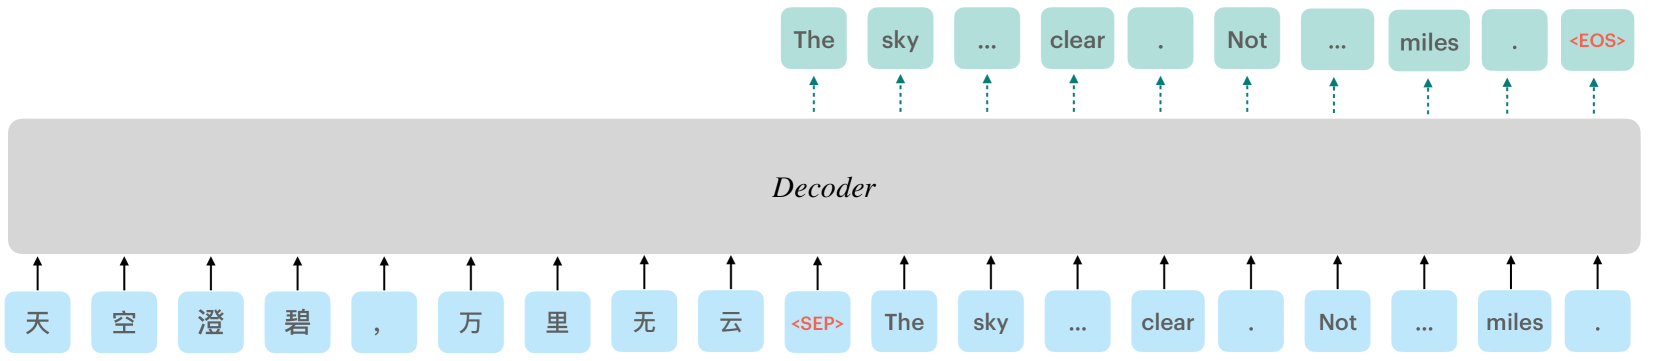 The sky ... clear . Not ... miles . <EOS>
Decoder
天 空 澄 碧 ， 万 里 无 云 <SEP> The sky ... clear . Not ... miles .